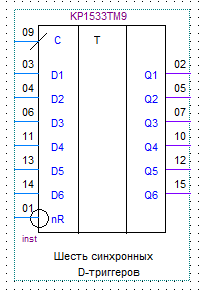 КР1533ТМ9
09 C T
03 D1 Q1 02
04 D2 Q2 05
06 D3 Q3 07
11 D4 Q4 10
13 D5 Q5 12
14 D6 Q6 15
01 nR
inst
Шесть синхронных
D-триггеров